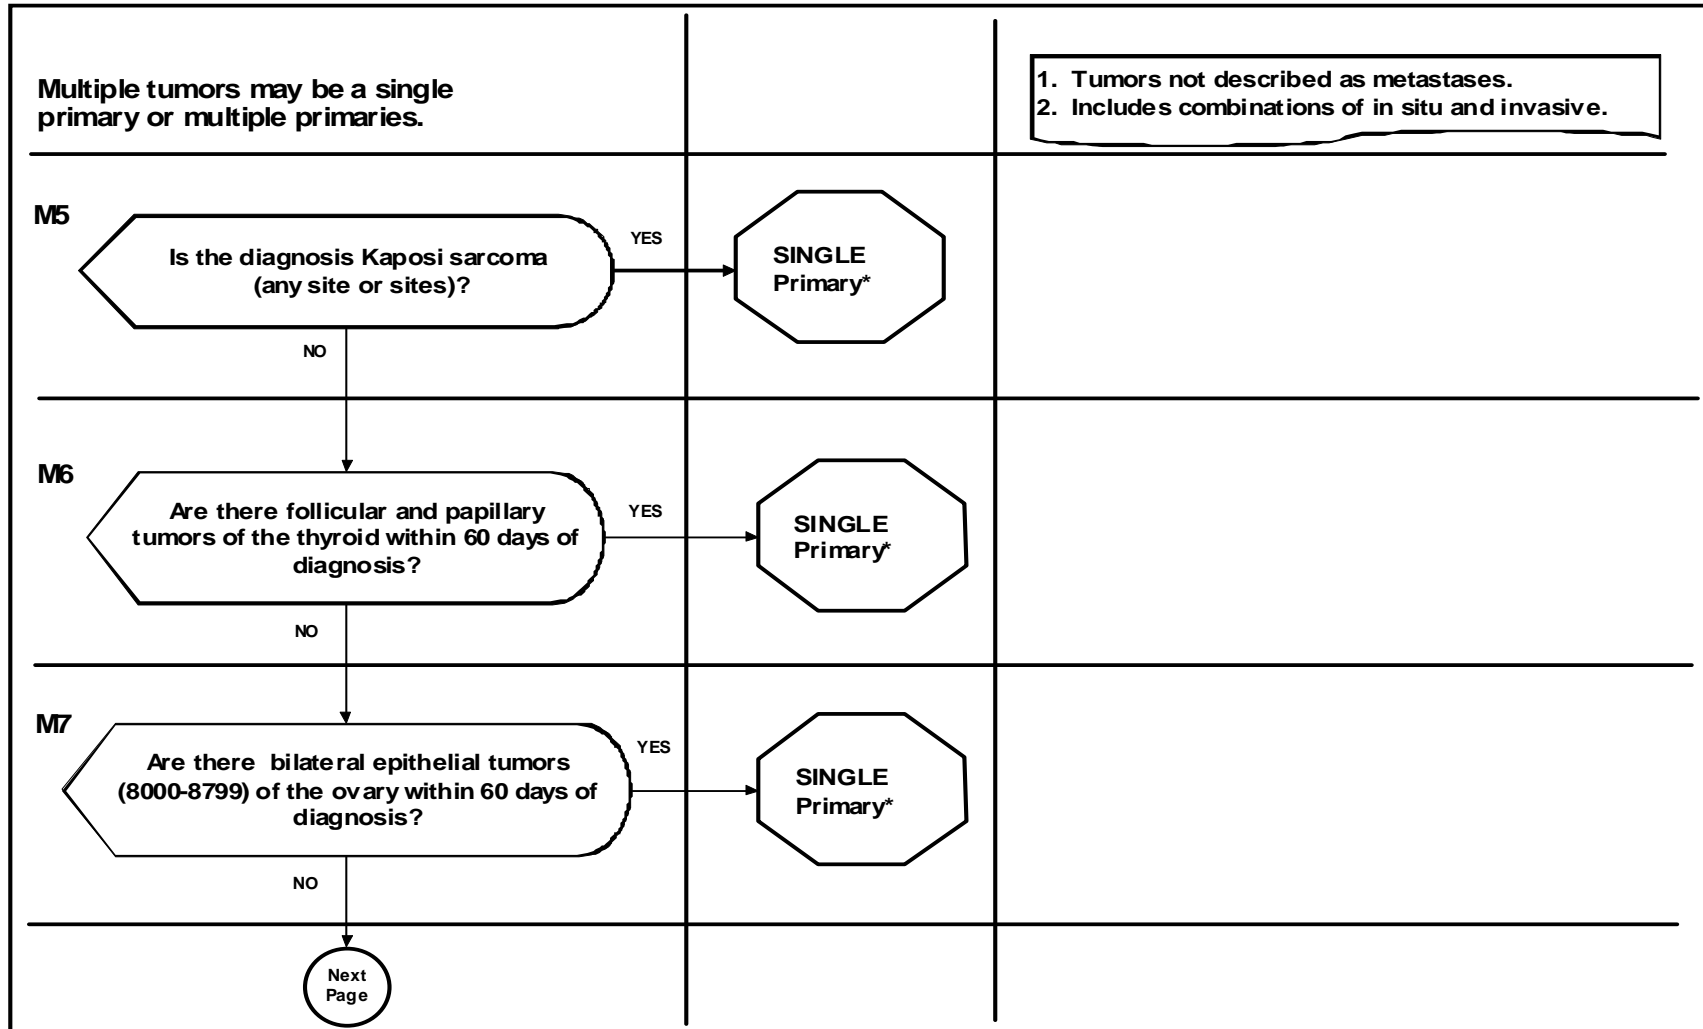 Multiple tumors may be a single
primary or multiple primaries.
1. Tumors not described as metastases.
2. Includes combinations of in situ and invasive.
M5
Is the diagnosis Kaposi sarcoma
(any site or sites)?
YES
SINGLE
Primary*
NO
M6
Are there follicular and papillary
tumors of the thyroid within 60 days of
diagnosis?
YES
SINGLE
Primary*
NO
M7
Are there bilateral epithelial tumors
(8000-8799) of the ovary within 60 days of
diagnosis?
YES
SINGLE
Primary*
NO
Next
Page